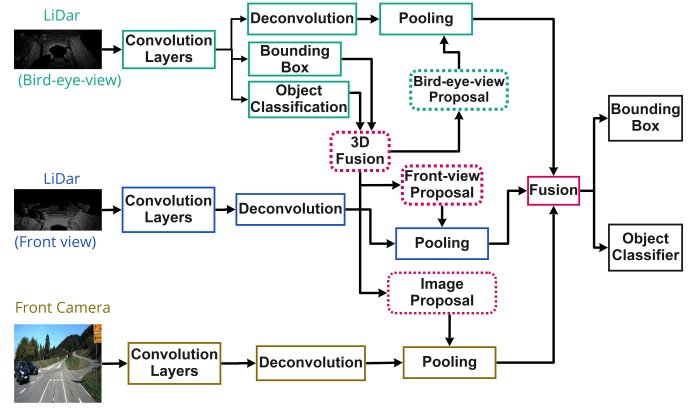 LiDar
(Bird-eye-view)
Convolution
Layers
Deconvolution
Pooling
Bounding
Box
Object
Classification
Bird-eye-view
Proposal
3D
Fusion
LiDar
(Front view)
Convolution
Layers
Deconvolution
Front-view
Proposal
Pooling
Fusion
Bounding
Box
Object
Classifier
Image
Proposal
Front Camera
Convolution
Layers
Deconvolution
Pooling